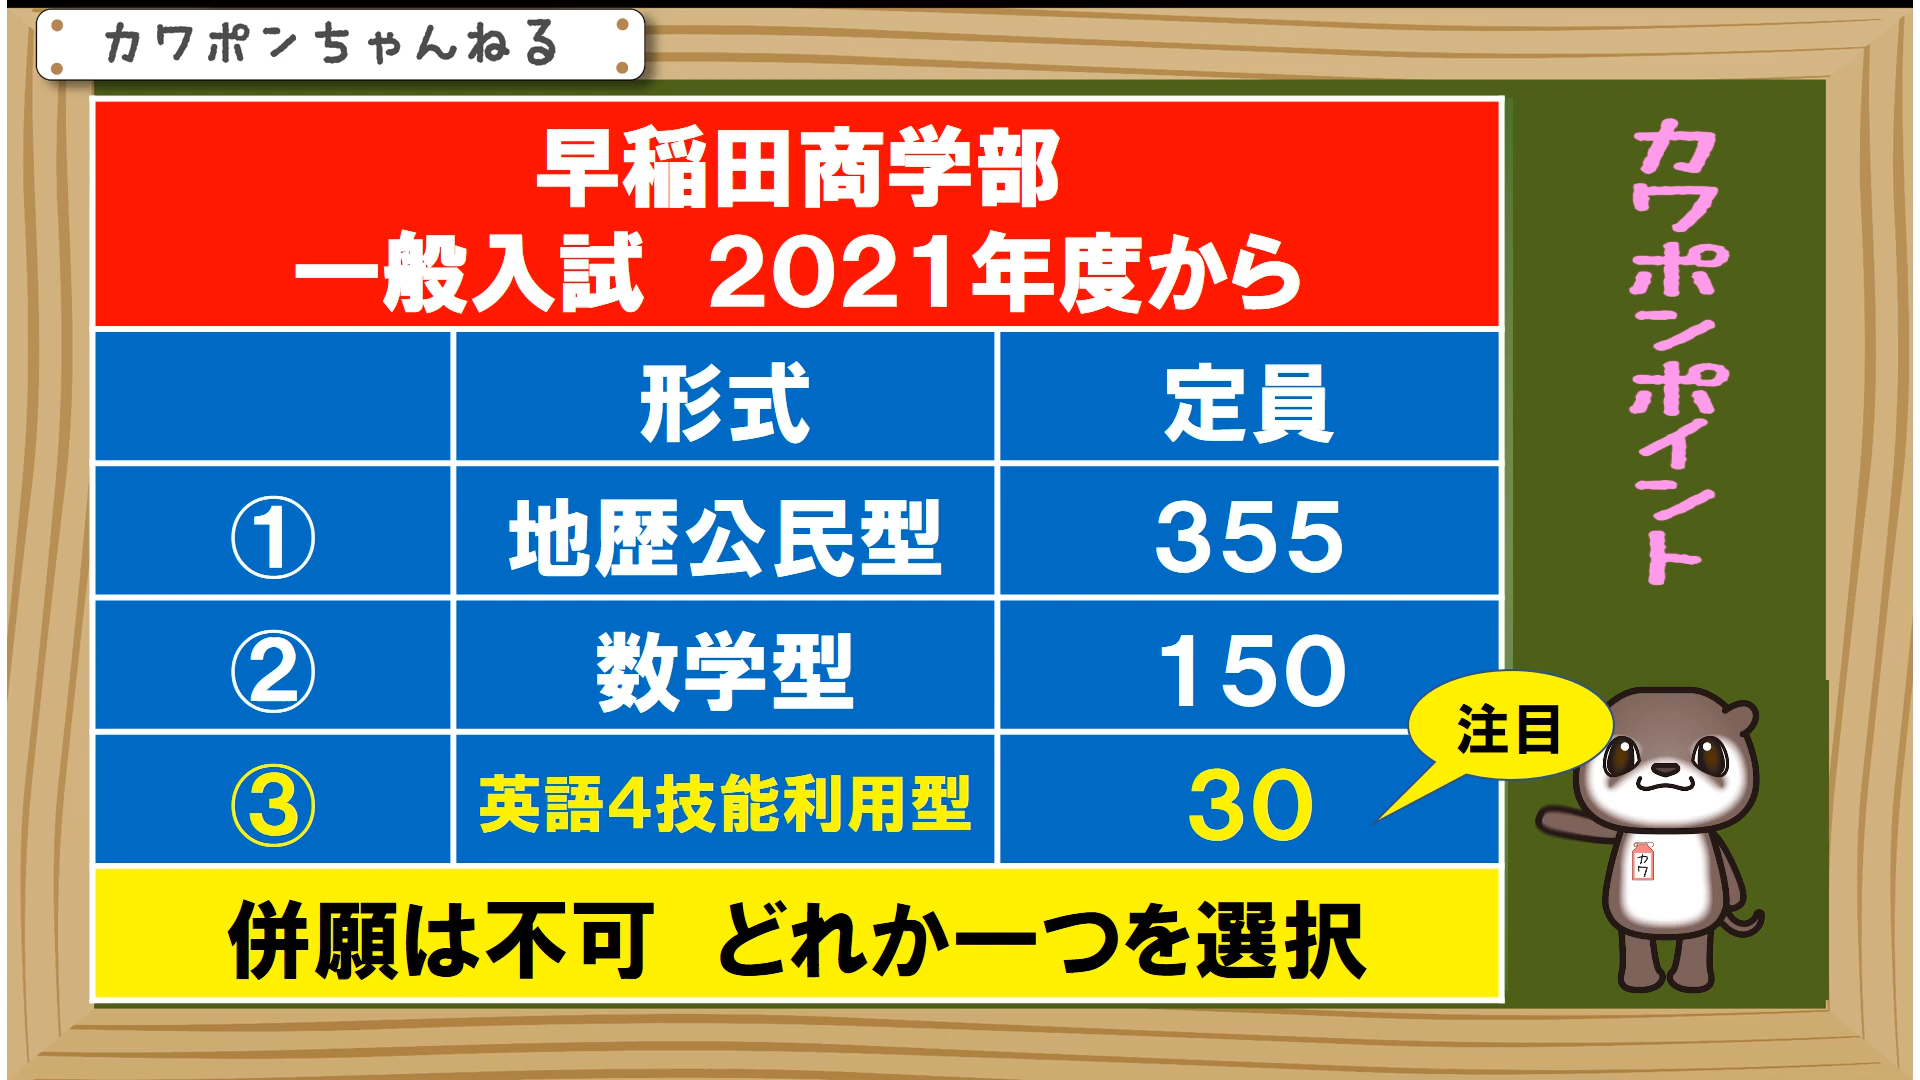 カワポンちゃんねる
早稲田商学部
一般入試　２０２１年度から
形式
定員
①
地歴公民型
３５５
②
数学型
１５０
③
英語４技能利用型
３０
併願は不可　どれか一つを選択
カワポンポイント
注目
カワ